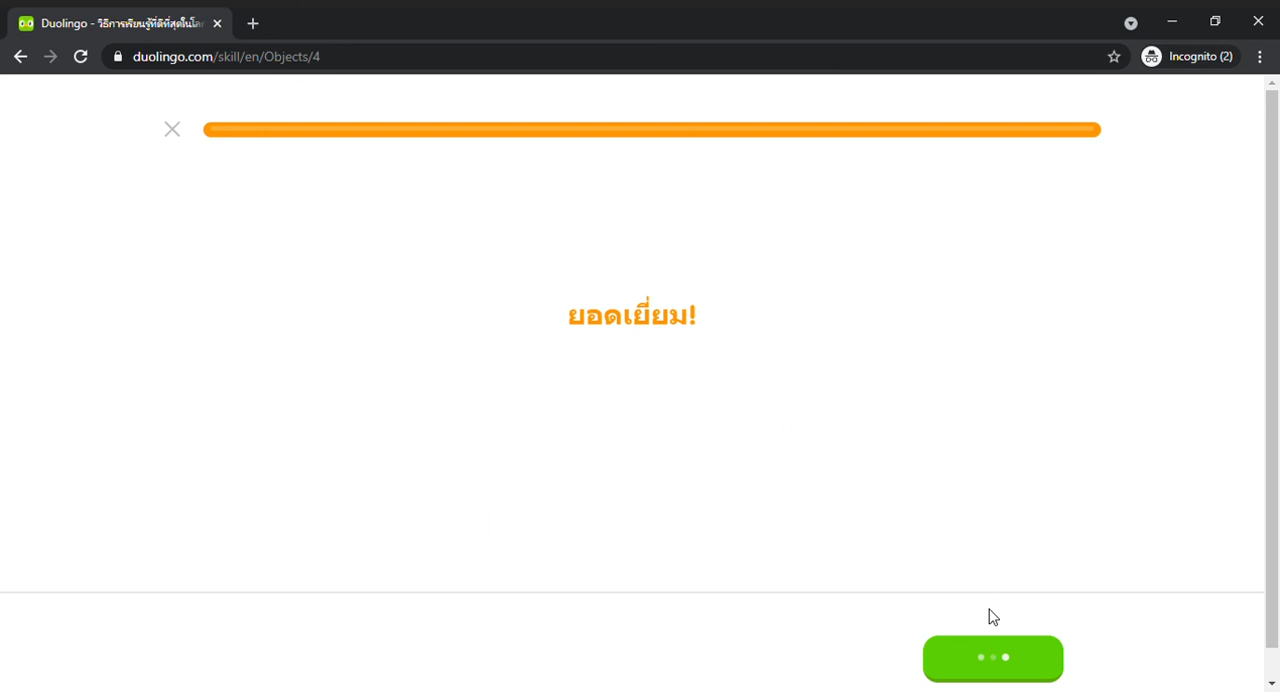 Duolingo - วิธีการเรียนรู้ที่ดีที่สุดในโลก
duolingo.com/skill/en/Objects/4
Incognito (2)
ยอดเยี่ยม!